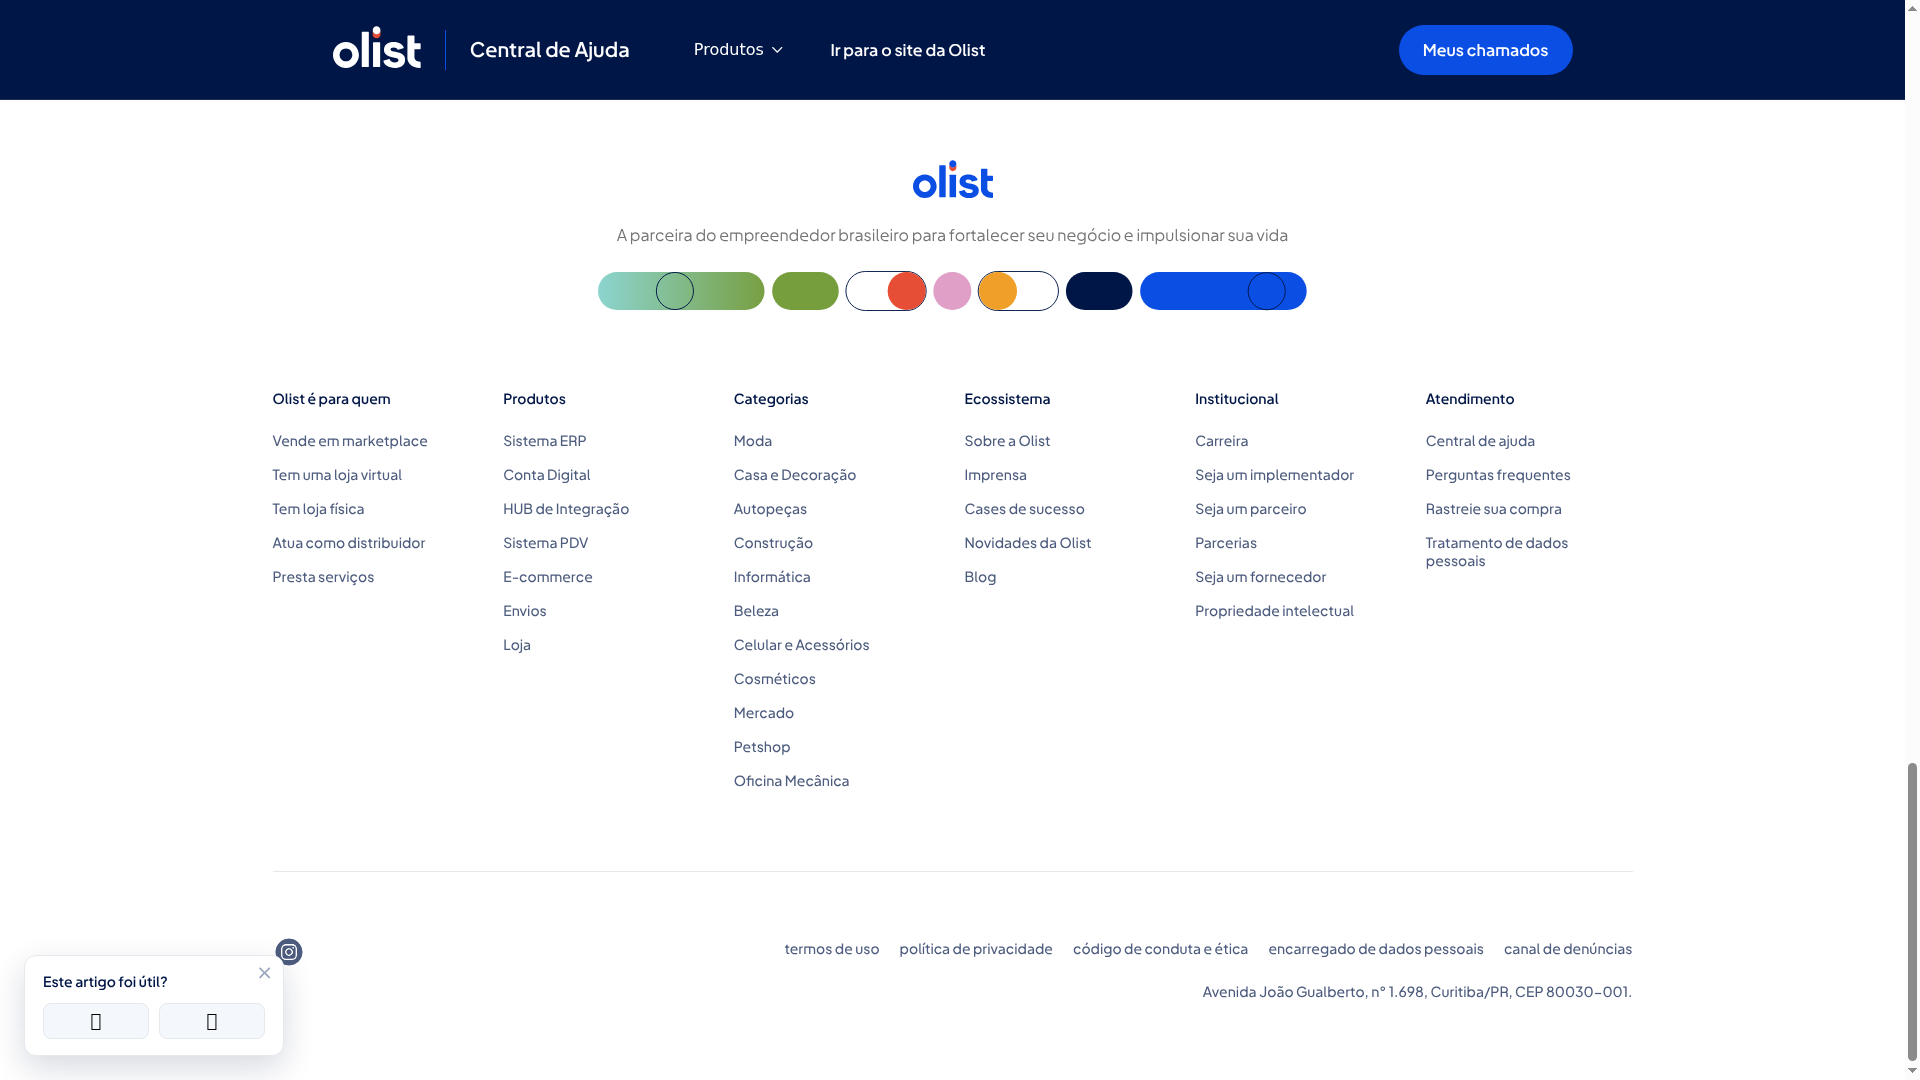 olist
Central de Ajuda
Produtos
Ir para o site da Olist
Meus chamados
olist
A parceira do empreendedor brasileiro para fortalecer seu negócio e impulsionar sua vida
Olist é para quem
Vende em marketplace
Tem uma loja virtual
Tem loja física
Atua como distribuidor
Presta serviços
Produtos
Sistema ERP
Conta Digital
HUB de Integração
Sistema PDV
E-commerce
Envios
Loja
Categorias
Moda
Casa e Decoração
Autopeças
Construção
Informática
Beleza
Celular e Acessórios
Cosméticos
Mercado
Petshop
Oficina Mecânica
Ecossistema
Sobre a Olist
Imprensa
Cases de sucesso
Novidades da Olist
Blog
Institucional
Carreira
Seja um implementador
Seja um parceiro
Parcerias
Seja um fornecedor
Propriedade intelectual
Atendimento
Central de ajuda
Perguntas frequentes
Rastreie sua compra
Tratamento de dados
pessoais
termos de uso
política de privacidade
código de conduta e ética
encarregado de dados pessoais
canal de denúncias
Avenida João Gualberto, n° 1.698, Curitiba/PR, CEP 80030-001.
Este artigo foi útil?